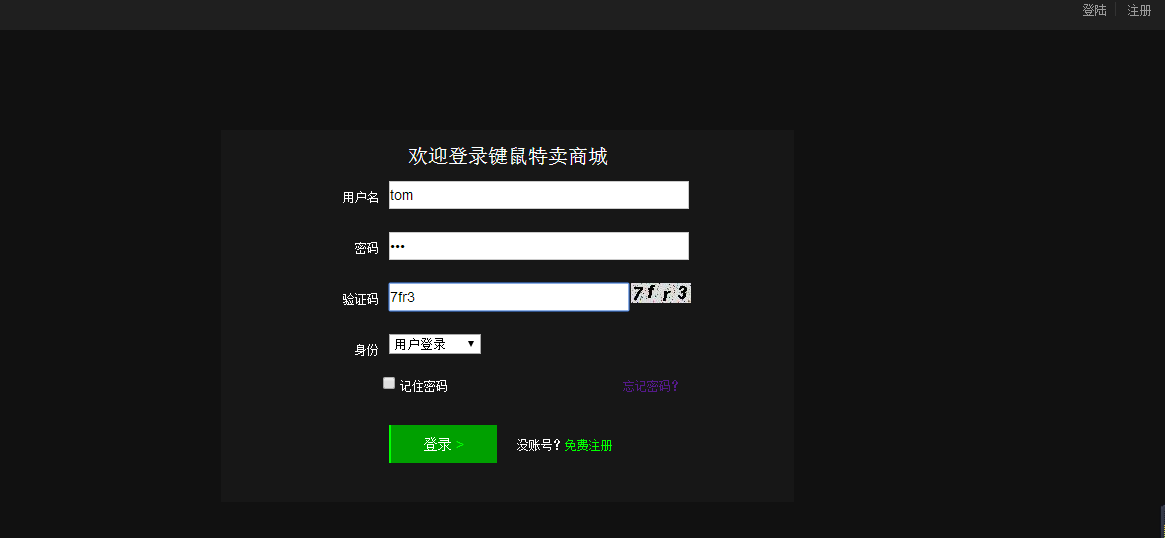 登陆 注册
欢迎登录键鼠特卖商城
用户名 tom
密码 •••
验证码 7fr3 7fr3
身份 用户登录
记住密码 忘记密码?
登录 > 没账号?免费注册